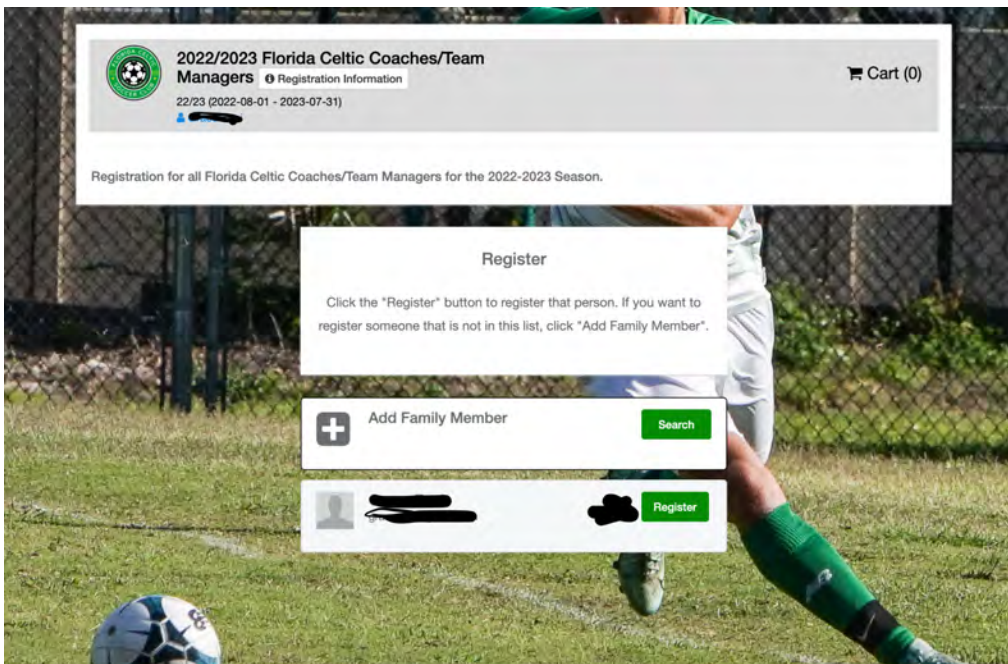 2022/2023 Florida Celtic Coaches/Team
Managers Registration Information
Cart (0)
22/23 (2022-08-01 - 2023-07-31)
Registration for all Florida Celtic Coaches/Team Managers for the 2022-2023 Season.
Register
Click the "Register" button to register that person. If you want to
register someone that is not in this list, click "Add Family Member".
Add Family Member
Search
Register